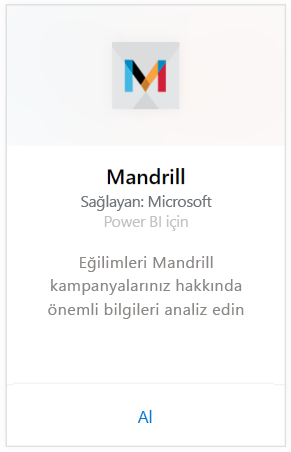 Mandrill
Sağlayan: Microsoft
Power BI için
Eğilimleri Mandrill
kampanyalarınız hakkında
önemli bilgileri analiz edin
Al